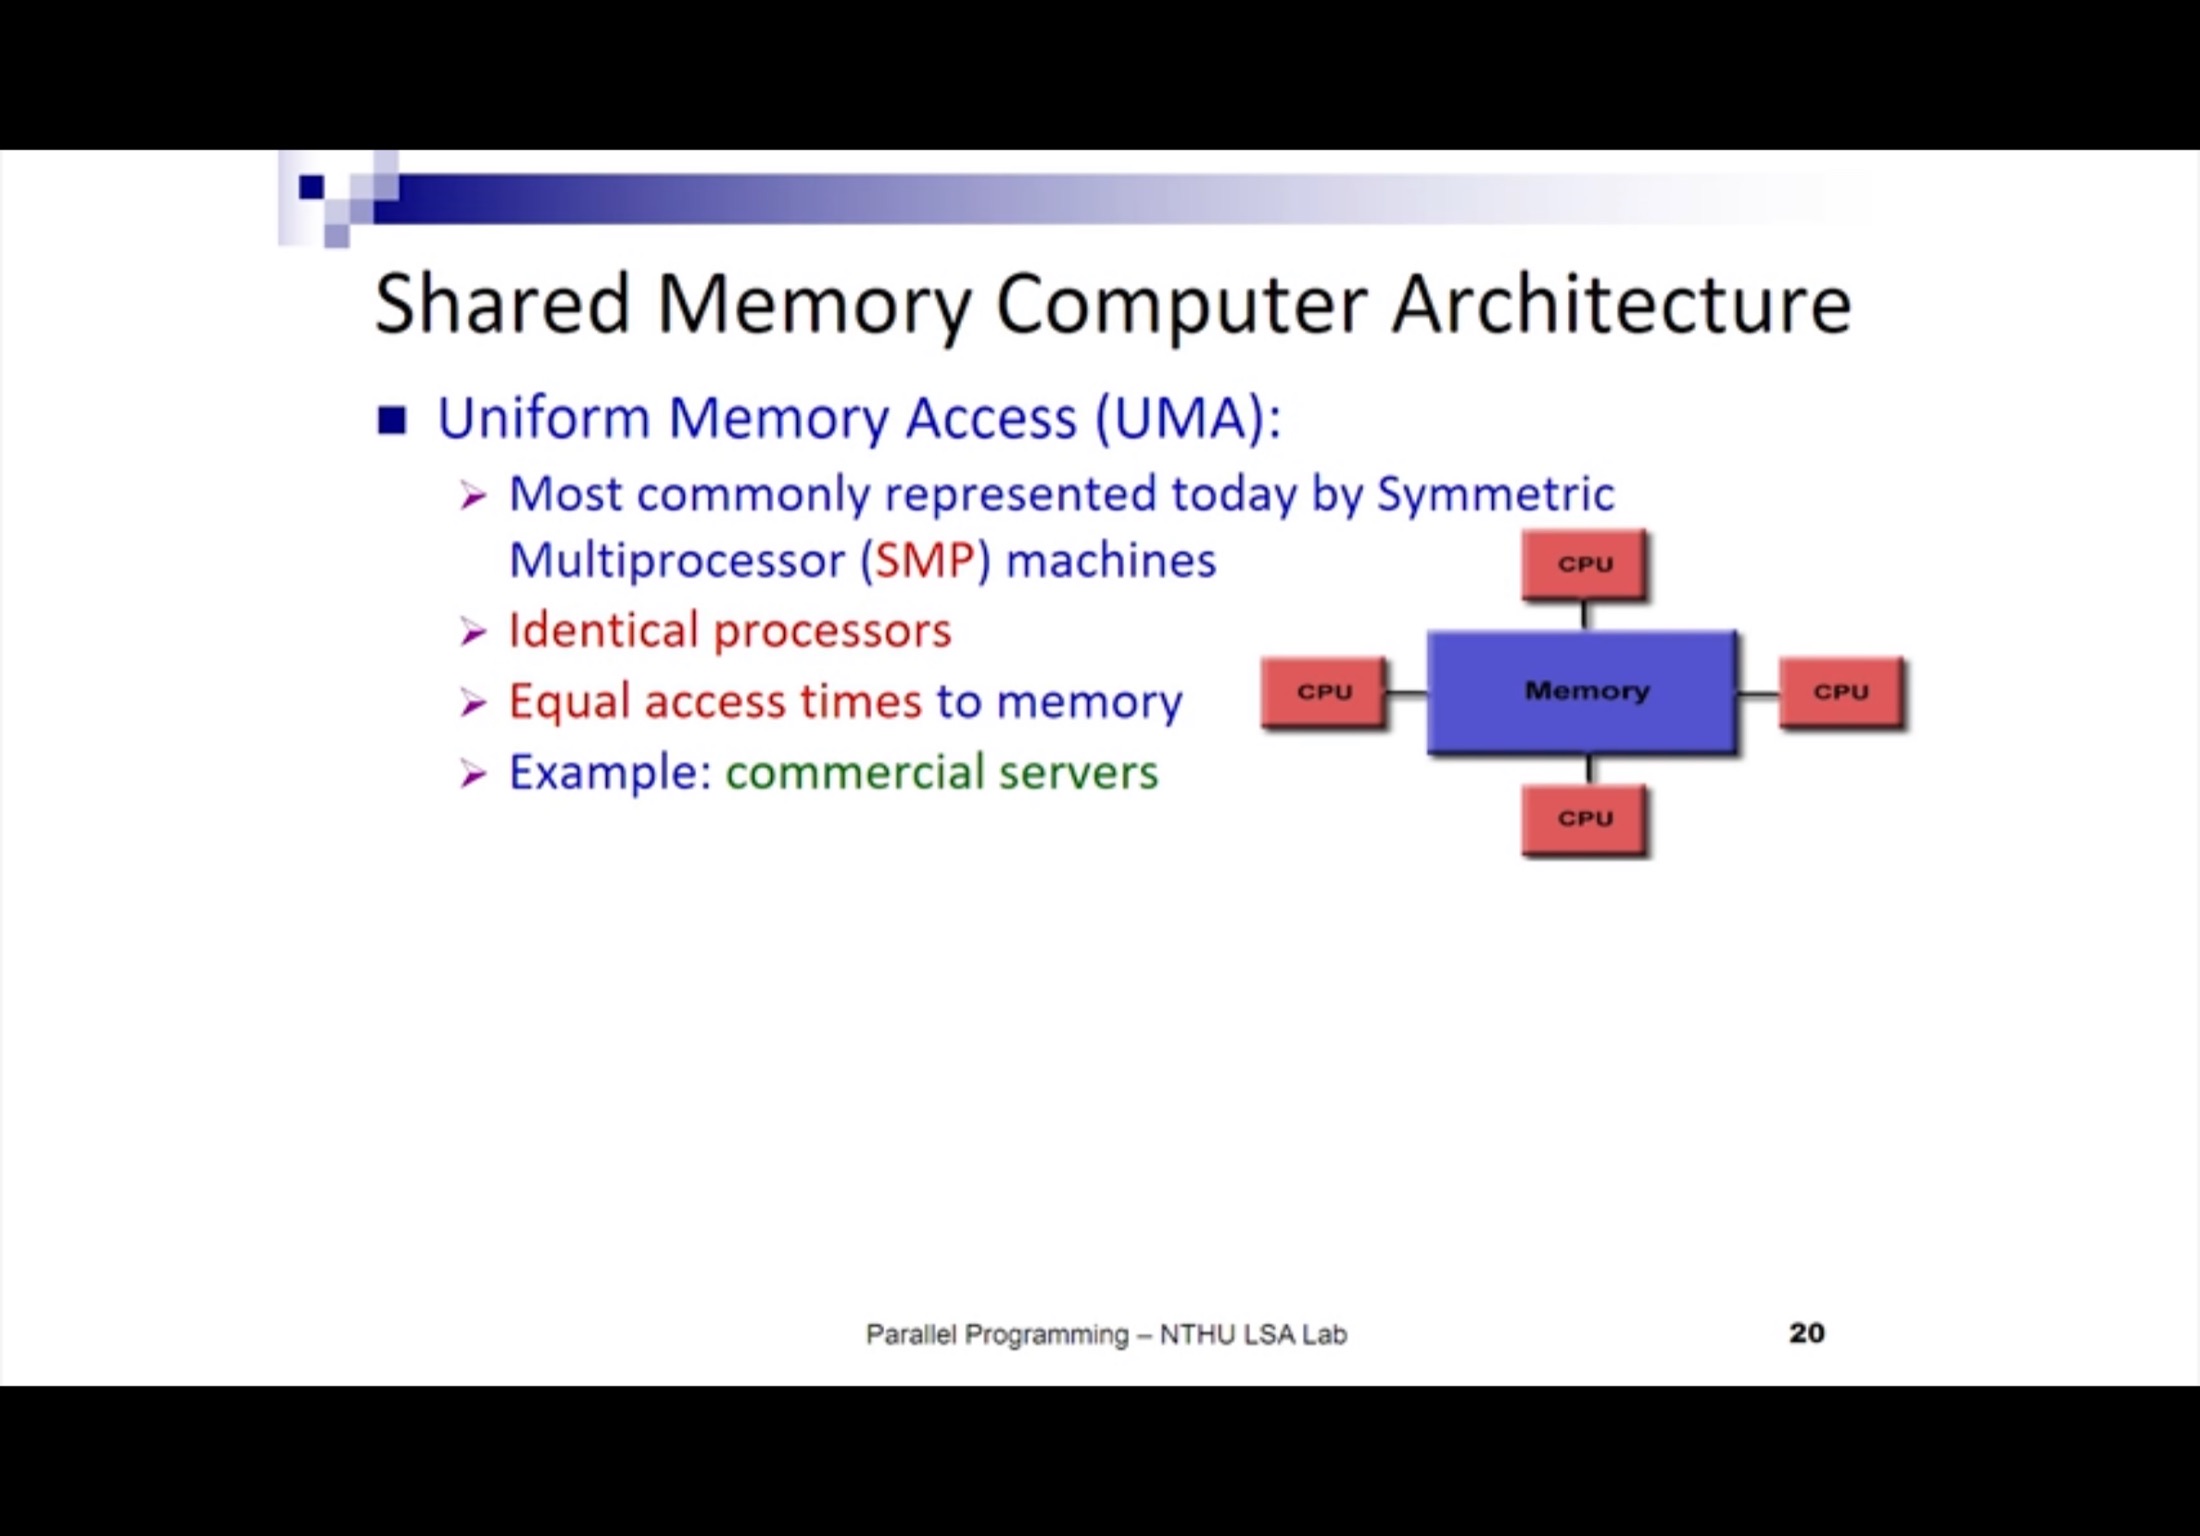 Shared Memory Computer Architecture
Uniform Memory Access (UMA):
Most commonly represented today by Symmetric
Multiprocessor (SMP) machines
Identical processors
Equal access times to memory
Example: commercial servers
CPU
CPU
Memory
CPU
CPU
Parallel Programming – NTHU LSA Lab
20